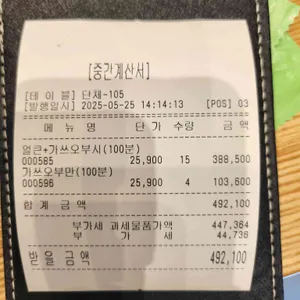 [중간계산서]
[테 이 블] 단체-105
[발행일시] 2025-05-25 14:14:13 [POS] 03
메 뉴 명 단 가 수량 금 액
얼큰+가쓰오부시(100분)
000585 25,900 15 388,500
가쓰오부만(100분)
000596 25,900 4 103,600
합 계 금 액 492,100
부가세 과세물품가액 447,364
부 가 세 44,736
받 을 금 액 492,100